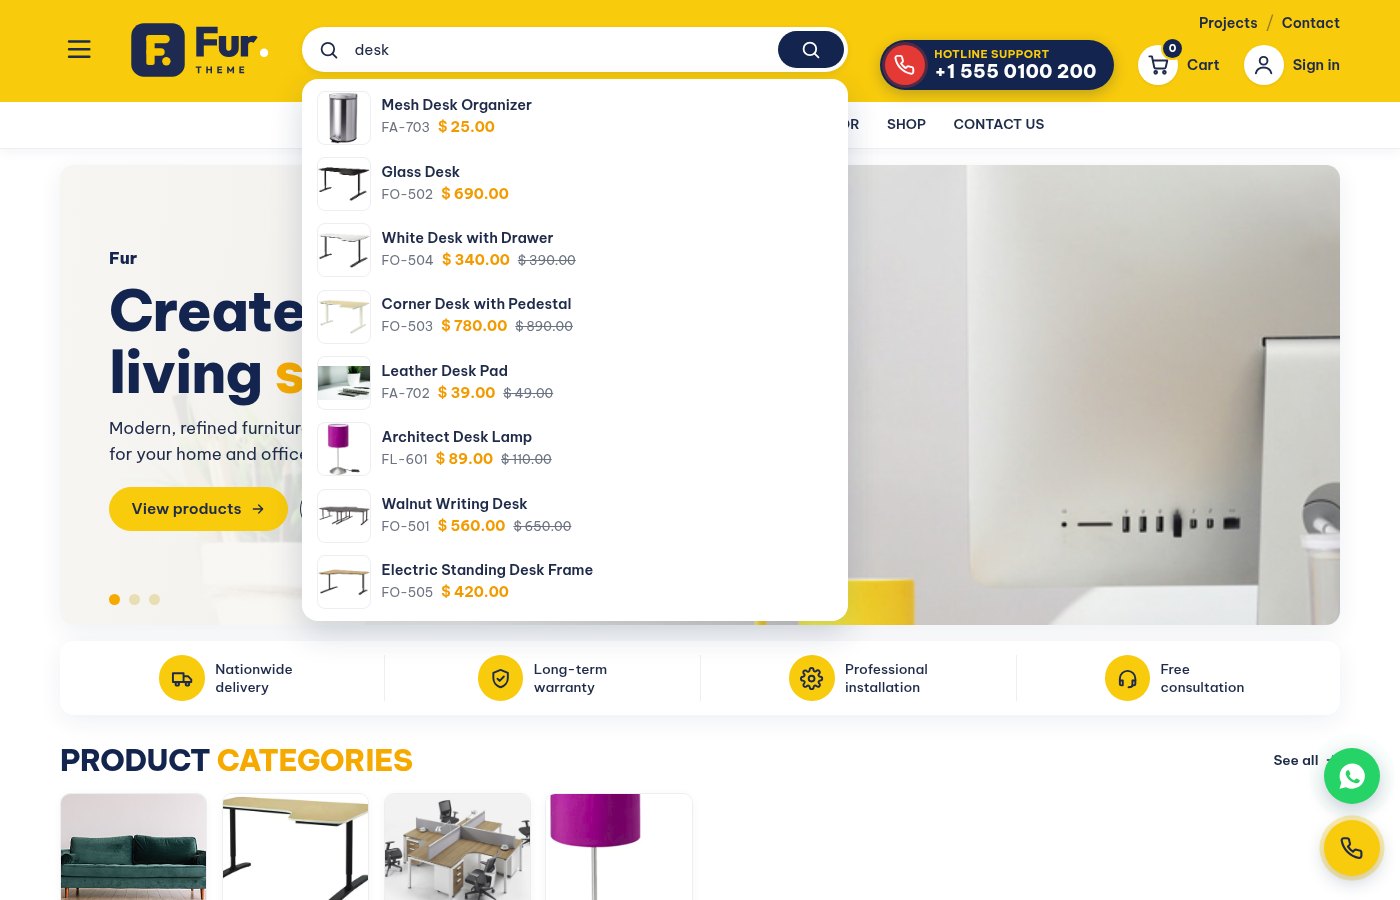 Projects / Contact
Fur
THEME
desk
HOTLINE SUPPORT
+1 555 0100 200
0
Cart
Sign in
SHOP
CONTACT US
Mesh Desk Organizer
FA-703 $ 25.00
Glass Desk
FO-502 $ 690.00
White Desk with Drawer
FO-504 $ 340.00 $ 390.00
Corner Desk with Pedestal
FO-503 $ 780.00 $ 890.00
Leather Desk Pad
FA-702 $ 39.00 $ 49.00
Architect Desk Lamp
FL-601 $ 89.00 $ 110.00
Walnut Writing Desk
FO-501 $ 560.00 $ 650.00
Electric Standing Desk Frame
FO-505 $ 420.00
Fur
Create
living
Modern, refined
for your home and office
View products
Nationwide
delivery
Long-term
warranty
Professional
installation
Free
consultation
PRODUCT CATEGORIES
See all